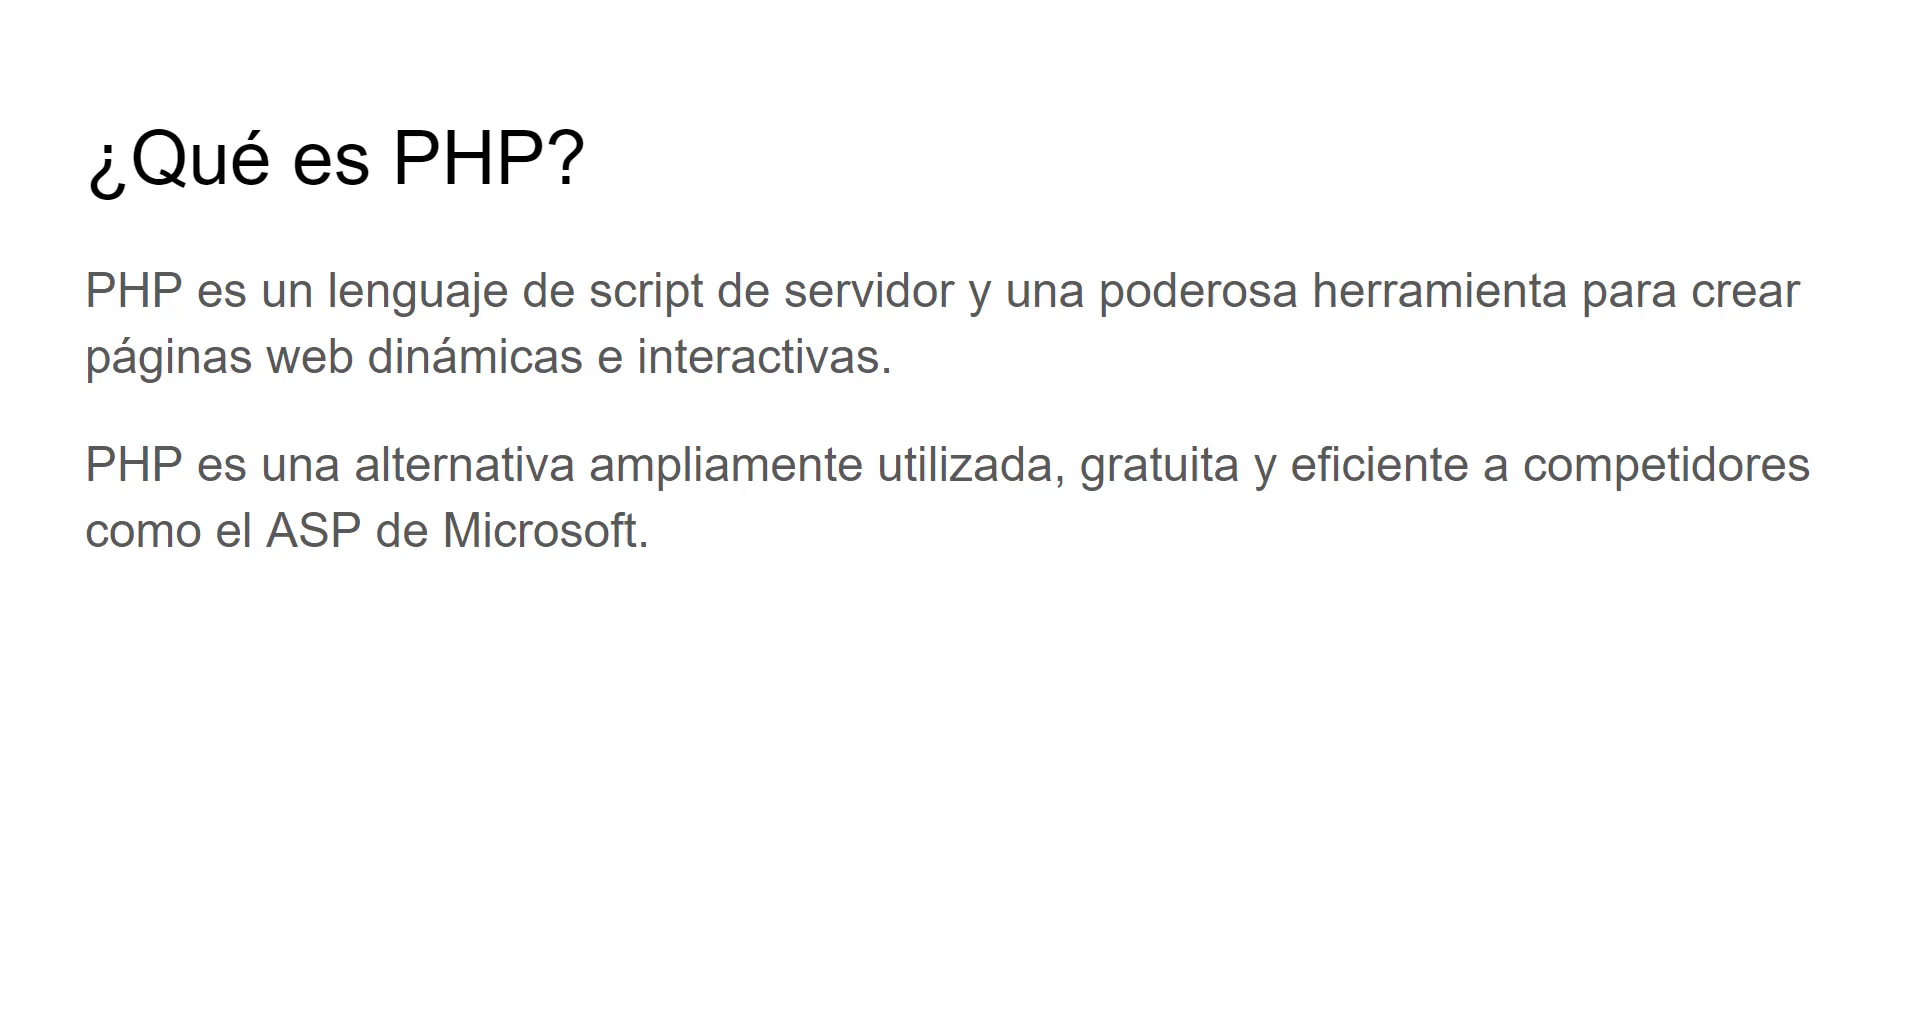 ¿Qué es PHP?
PHP es un lenguaje de script de servidor y una poderosa herramienta para crear
páginas web dinámicas e interactivas.
PHP es una alternativa ampliamente utilizada, gratuita y eficiente a competidores
como el ASP de Microsoft.